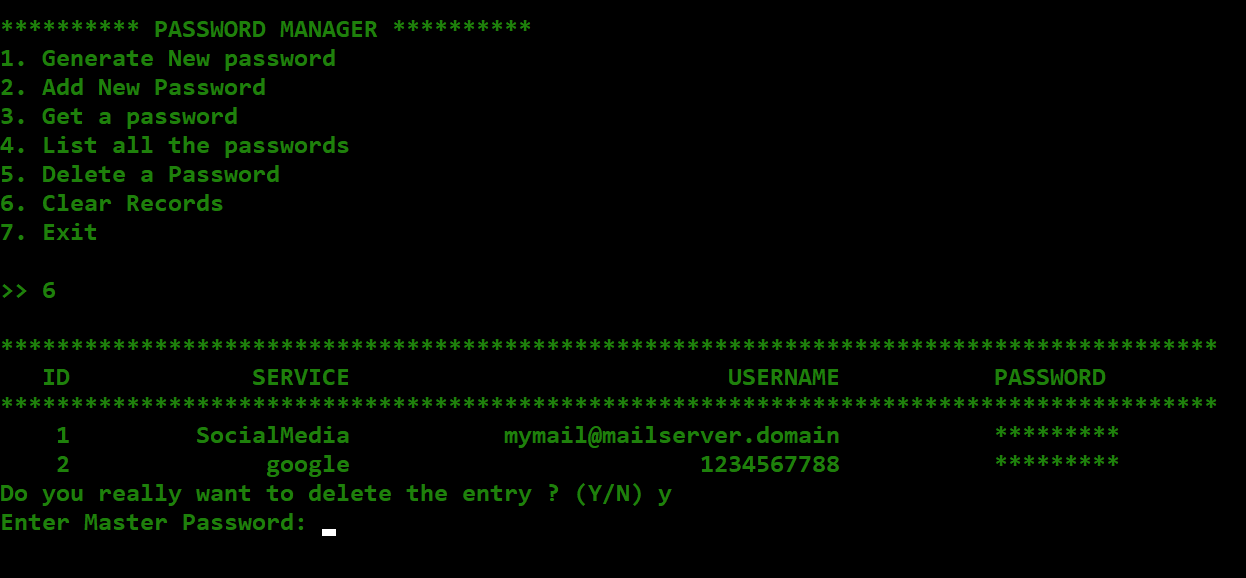 ********** PASSWORD MANAGER **********
1. Generate New password
2. Add New Password
3. Get a password
4. List all the passwords
5. Delete a Password
6. Clear Records
7. Exit
>> 6
***************************************************************************************
ID SERVICE USERNAME PASSWORD
***************************************************************************************
1 SocialMedia mymail@mailserver.domain *********
2 google 1234567788 *********
Do you really want to delete the entry ? (Y/N) y
Enter Master Password: